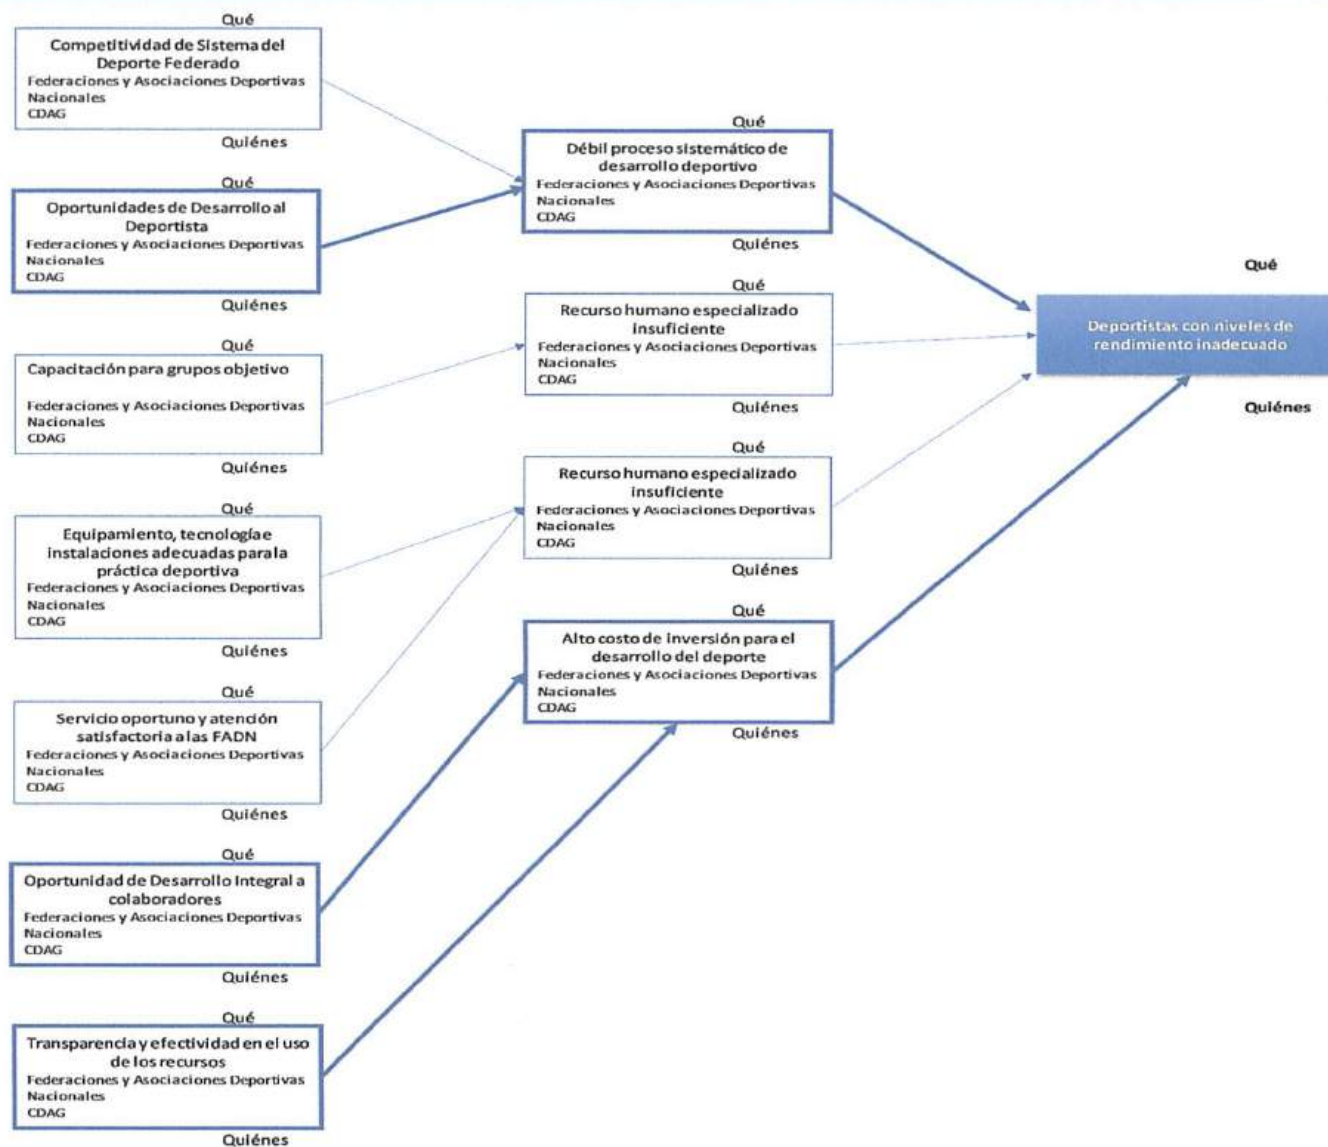 Qué
Competitividad de Sistema del
Deporte Federado
Federaciones y Asociaciones Deportivas
Nacionales
CDAG
Quiénes
Qué
Oportunidades de Desarrollo al
Deportista
Federaciones y Asociaciones Deportivas
Nacionales
CDAG
Quiénes
Qué
Capacitación para grupos objetivo
Federaciones y Asociaciones Deportivas
Nacionales
CDAG
Quiénes
Qué
Equipamiento, tecnología e
instalaciones adecuadas para la
práctica deportiva
Federaciones y Asociaciones Deportivas
Nacionales
CDAG
Quiénes
Qué
Servicio oportuno y atención
satisfactoria a las FADN
Federaciones y Asociaciones Deportivas
Nacionales
CDAG
Quiénes
Qué
Oportunidad de Desarrollo Integral a
colaboradores
Federaciones y Asociaciones Deportivas
Nacionales
CDAG
Quiénes
Qué
Transparencia y efectividad en el uso
de los recursos
Federaciones y Asociaciones Deportivas
Nacionales
CDAG
Quiénes
Qué
Débil proceso sistemático de
desarrollo deportivo
Federaciones y Asociaciones Deportivas
Nacionales
CDAG
Quiénes
Qué
Recurso humano especializado
insuficiente
Federaciones y Asociaciones Deportivas
Nacionales
CDAG
Quiénes
Qué
Recurso humano especializado
insuficiente
Federaciones y Asociaciones Deportivas
Nacionales
CDAG
Quiénes
Qué
Alto costo de inversión para el
desarrollo del deporte
Federaciones y Asociaciones Deportivas
Nacionales
CDAG
Quiénes
Qué
Deportistas con niveles de
rendimiento inadecuado
Quiénes